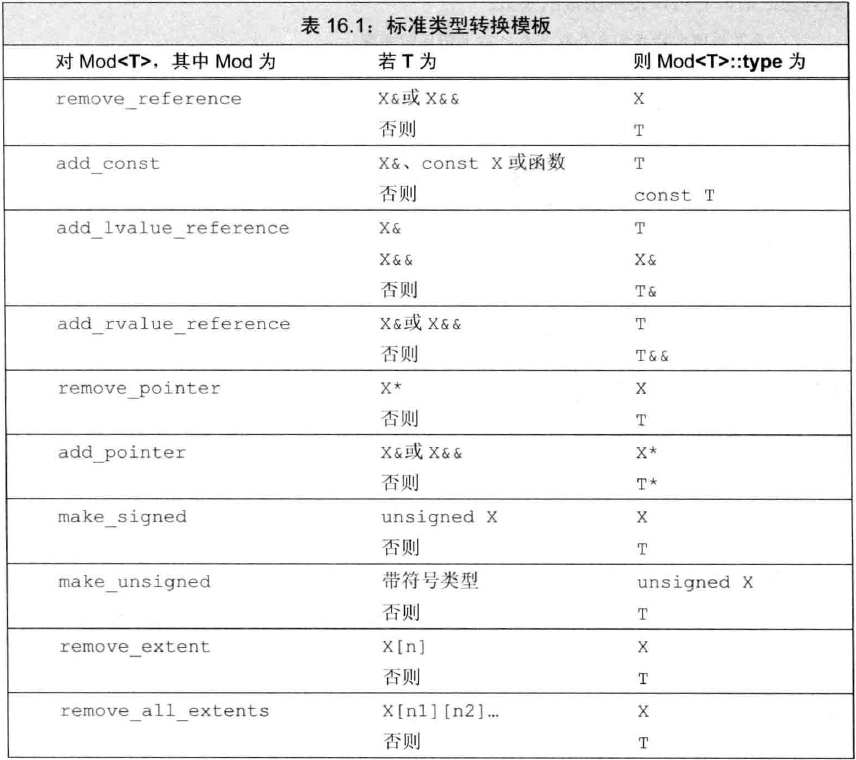 表 16.1：标准类型转换模板
对 Mod<T>，其中 Mod 为 若 T 为 则 Mod<T>::type 为
remove_reference X&或 X&& X
否则 T
add_const X&、const X 或函数 T
否则 const T
add_lvalue_reference X& T
X&& X&
否则 T&
add_rvalue_reference X&或 X&& T
否则 T&&
remove_pointer X* X
否则 T
add_pointer X&或 X&& X*
否则 T*
make_signed unsigned X X
否则 T
make_unsigned 带符号类型 unsigned X
否则 T
remove_extent X[n] X
否则 T
remove_all_extents X[n1][n2]… X
否则 T